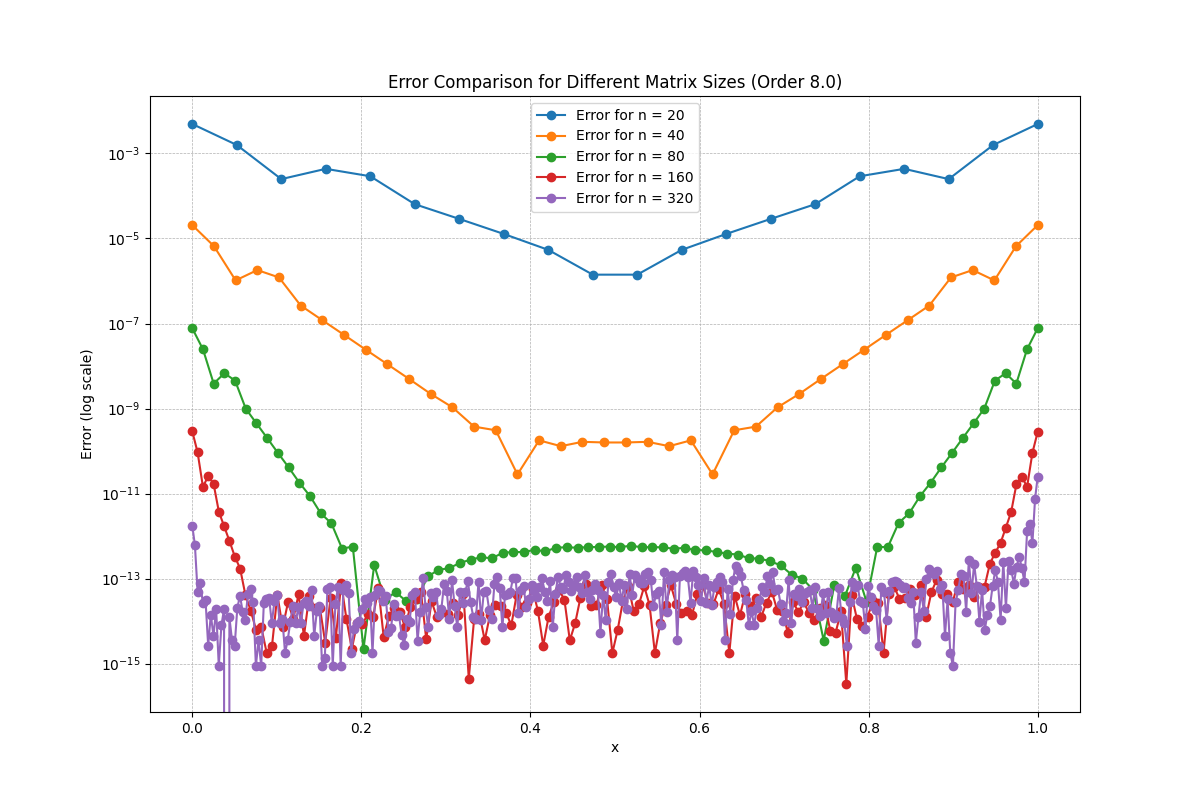 Error Comparison for Different Matrix Sizes (Order 8.0)
Error for n = 20
Error for n = 40
Error for n = 80
Error for n = 160
Error for n = 320
Error (log scale)
10⁻³
10⁻⁵
10⁻⁷
10⁻⁹
10⁻¹¹
10⁻¹³
10⁻¹⁵
0.0 0.2 0.4 0.6 0.8 1.0
x